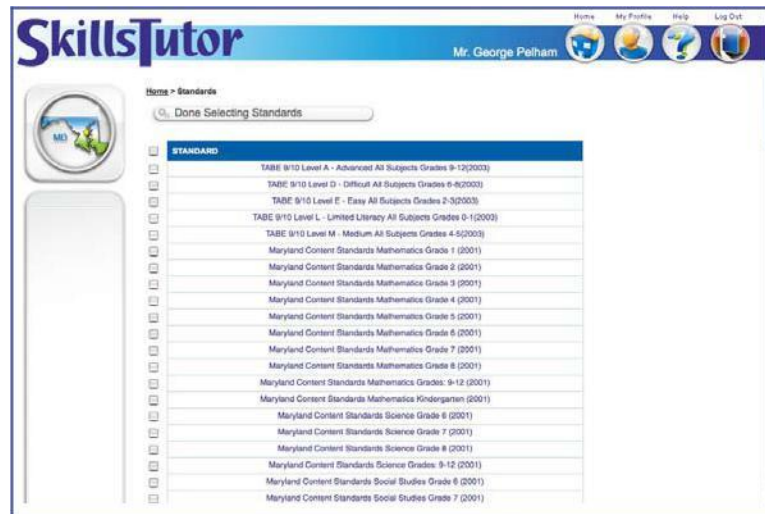 Home My Profile Help Log Out
SkillsTutor
Mr. George Pelham
Home > Standards
Done Selecting Standards
MD
STANDARD
TABE 9/10 Level A - Advanced All Subjects Grades 9-12(2003)
TABE 9/10 Level D - Difficult All Subjects Grades 6-8(2003)
TABE 9/10 Level E - Easy All Subjects Grades 2-3(2003)
TABE 9/10 Level L - Limited Literacy All Subjects Grades 0-1(2003)
TABE 9/10 Level M - Medium All Subjects Grades 4-5(2003)
Maryland Content Standards Mathematics Grade 1 (2001)
Maryland Content Standards Mathematics Grade 2 (2001)
Maryland Content Standards Mathematics Grade 3 (2001)
Maryland Content Standards Mathematics Grade 4 (2001)
Maryland Content Standards Mathematics Grade 5 (2001)
Maryland Content Standards Mathematics Grade 6 (2001)
Maryland Content Standards Mathematics Grade 7 (2001)
Maryland Content Standards Mathematics Grade 8 (2001)
Maryland Content Standards Mathematics Grades: 9-12 (2001)
Maryland Content Standards Mathematics Kindergarten (2001)
Maryland Content Standards Science Grade 6 (2001)
Maryland Content Standards Science Grade 7 (2001)
Maryland Content Standards Science Grade 8 (2001)
Maryland Content Standards Science Grades: 9-12 (2001)
Maryland Content Standards Social Studies Grade 6 (2001)
Maryland Content Standards Social Studies Grade 7 (2001)